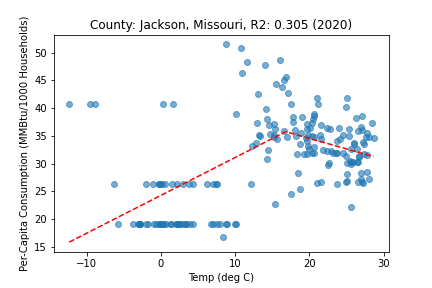 County: Jackson, Missouri, R2: 0.305 (2020)
Per-Capita Consumption (MMBtu/1000 Households)
50
45
40
35
30
25
20
15
−10 0 10 20 30
Temp (deg C)